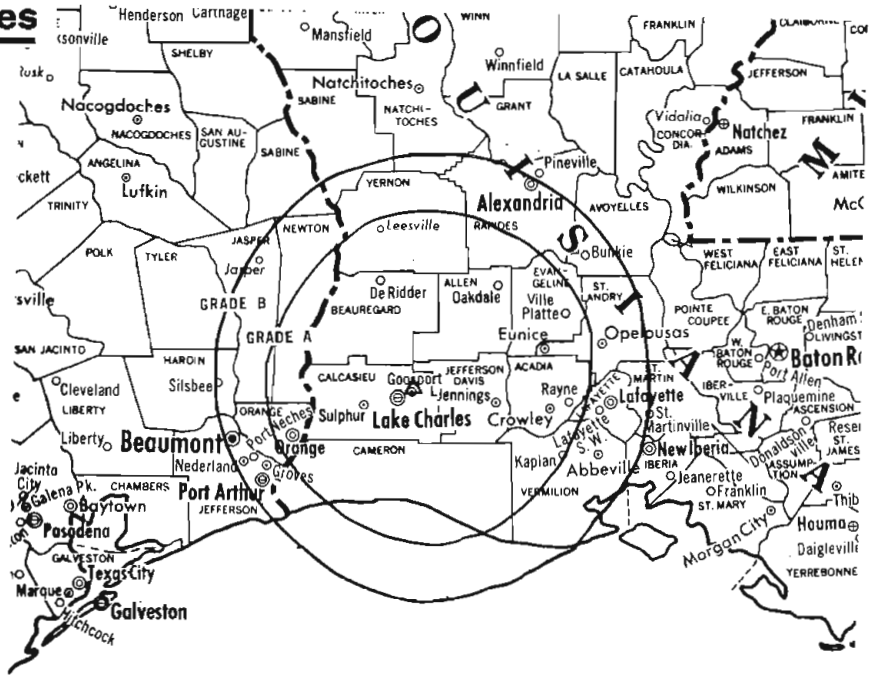 es
Henderson
Carthage
Mansfield
WINN
FRANKLIN
CLAIBORNE
ksonville
SHELBY
Winnfield
LA SALLE
CATAHOULA
JEFFERSON
Rusk
Natchitoches
SABINE
NATCHI-
TOCHES
GRANT
Nacogdoches
NACOGDOCHES
SAN AU-
GUSTINE
Vidalia
CONCOR-
DIA
Natchez
ADAMS
FRANKLIN
SABINE
ANGELINA
Lufkin
ckett
TRINITY
VERNON
Pineville
Alexandria
AVOYELLES
WILKINSON
AMITE
McC
O
U
I
S
I
A
N
A
M
I
POLK
TYLER
JASPER
Jasper
NEWTON
Leesville
RAPIDES
Bunkie
WEST
FELICIANA
EAST
FELICIANA
ST.
HELEN
sville
GRADE B
GRADE A
De Ridder
BEAUREGARD
ALLEN
Oakdale
EVAN-
GELINE
Ville
Platte
ST.
LANDRY
POINTE
COUPEE
E. BATON
ROUGE
Denham S
LIVINGST
SAN JACINTO
HARDIN
Silsbee
Eunice
Opelousas
W.
BATON
ROUGE
Baton Ro
Port Allen
Cleveland
LIBERTY
CALCASIEU
Goosport
JEFFERSON
DAVIS
Jennings
ACADIA
Rayne
LAFAYETTE
ST.
MARTIN
Lafayette
IBER-
VILLE
Plaquemine
ASCENSION
Sulphur
Lake Charles
Crowley
Lafayette
S.W.
St.
Martinville
Donaldson
ville
Reser
ST.
JAMES
Liberty
Beaumont
ORANGE
Port Neches
Orange
CAMERON
Kaplan
Abbeville
New Iberia
IBERIA
ASSUMP-
TION
Nederland
Groves
Port Arthur
JEFFERSON
VERMILION
Jeanerette
Franklin
ST. MARY
Thib
Jacinta
City
Galena Pk.
CHAMBERS
Baytown
Pasadena
Morgan City
Houma
Daigleville
TERREBONNE
GALVESTON
Texas City
Marque
Hitchcock
Galveston